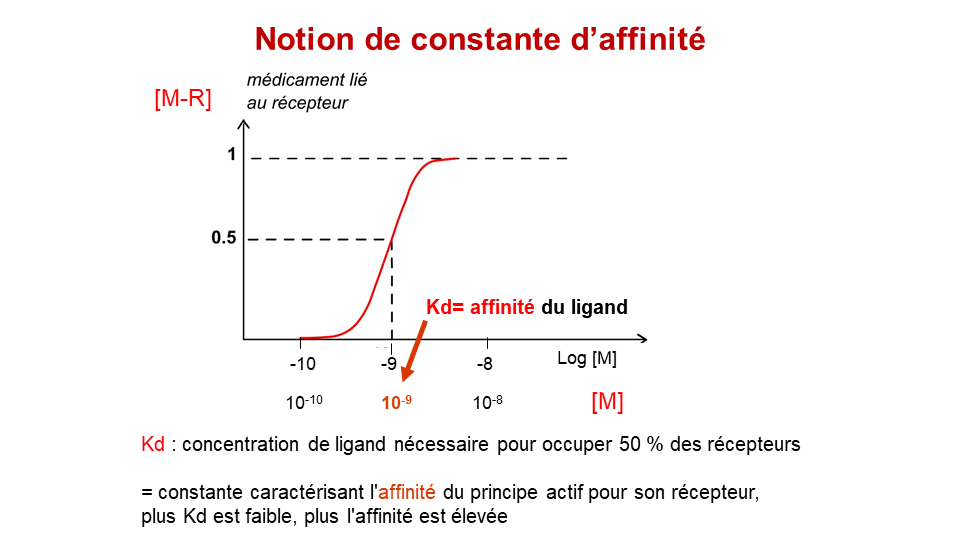 Notion de constante d’affinité
médicament lié
[M-R]
au récepteur
1
0.5
Kd= affinité du ligand
-10
-9
-8
Log [M]
10-10
10-9
10-8
[M]
Kd : concentration de ligand nécessaire pour occuper 50 % des récepteurs
= constante caractérisant l'affinité du principe actif pour son récepteur,
plus Kd est faible, plus l'affinité est élevée